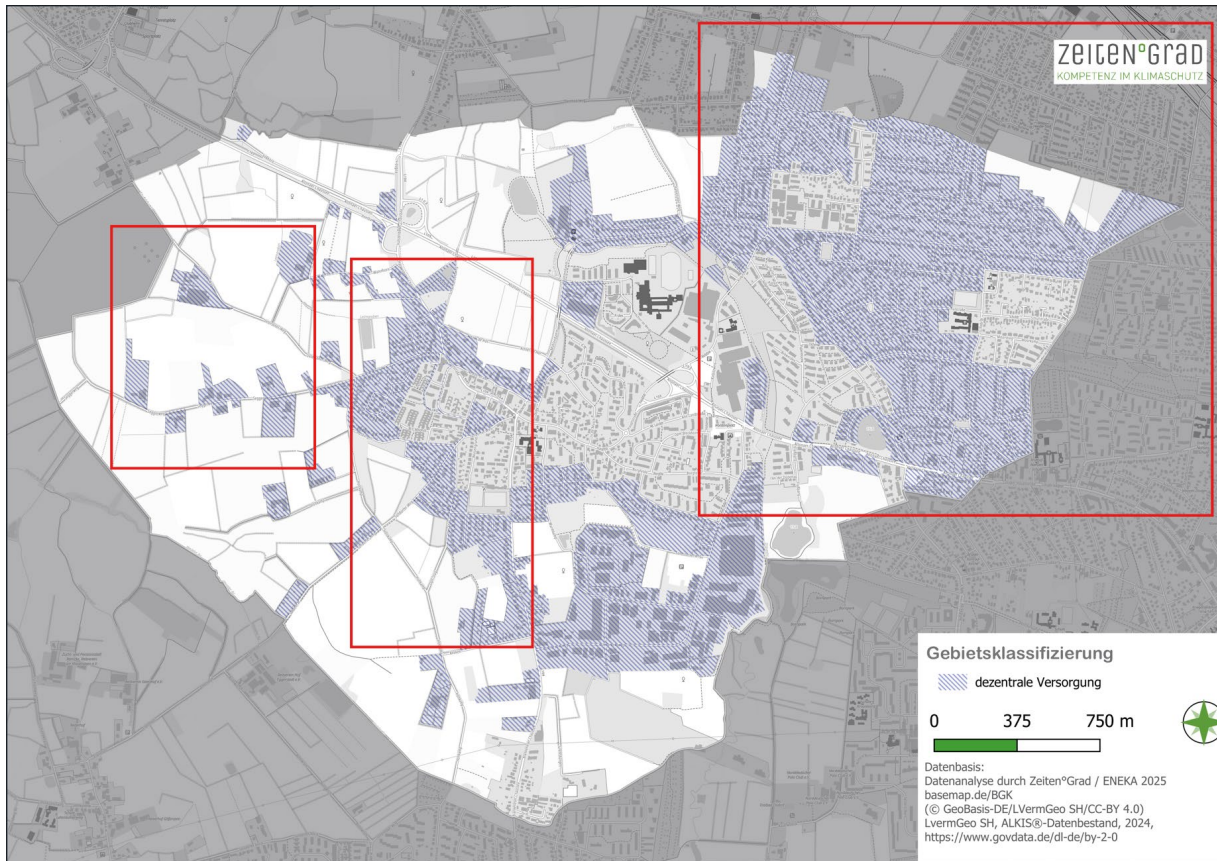 ZEITEN°GRAD
KOMPETENZ IM KLIMASCHUTZ
Gebietsklassifizierung
dezentrale Versorgung
0 375 750 m
Datenbasis:
Datenanalyse durch Zeiten°Grad / ENEKA 2025
basemap.de/BGK
(© GeoBasis-DE/LVermGeo SH/CC-BY 4.0)
LvermGeo SH, ALKIS®-Datenbestand, 2024,
https://www.govdata.de/dl-de/by-2-0